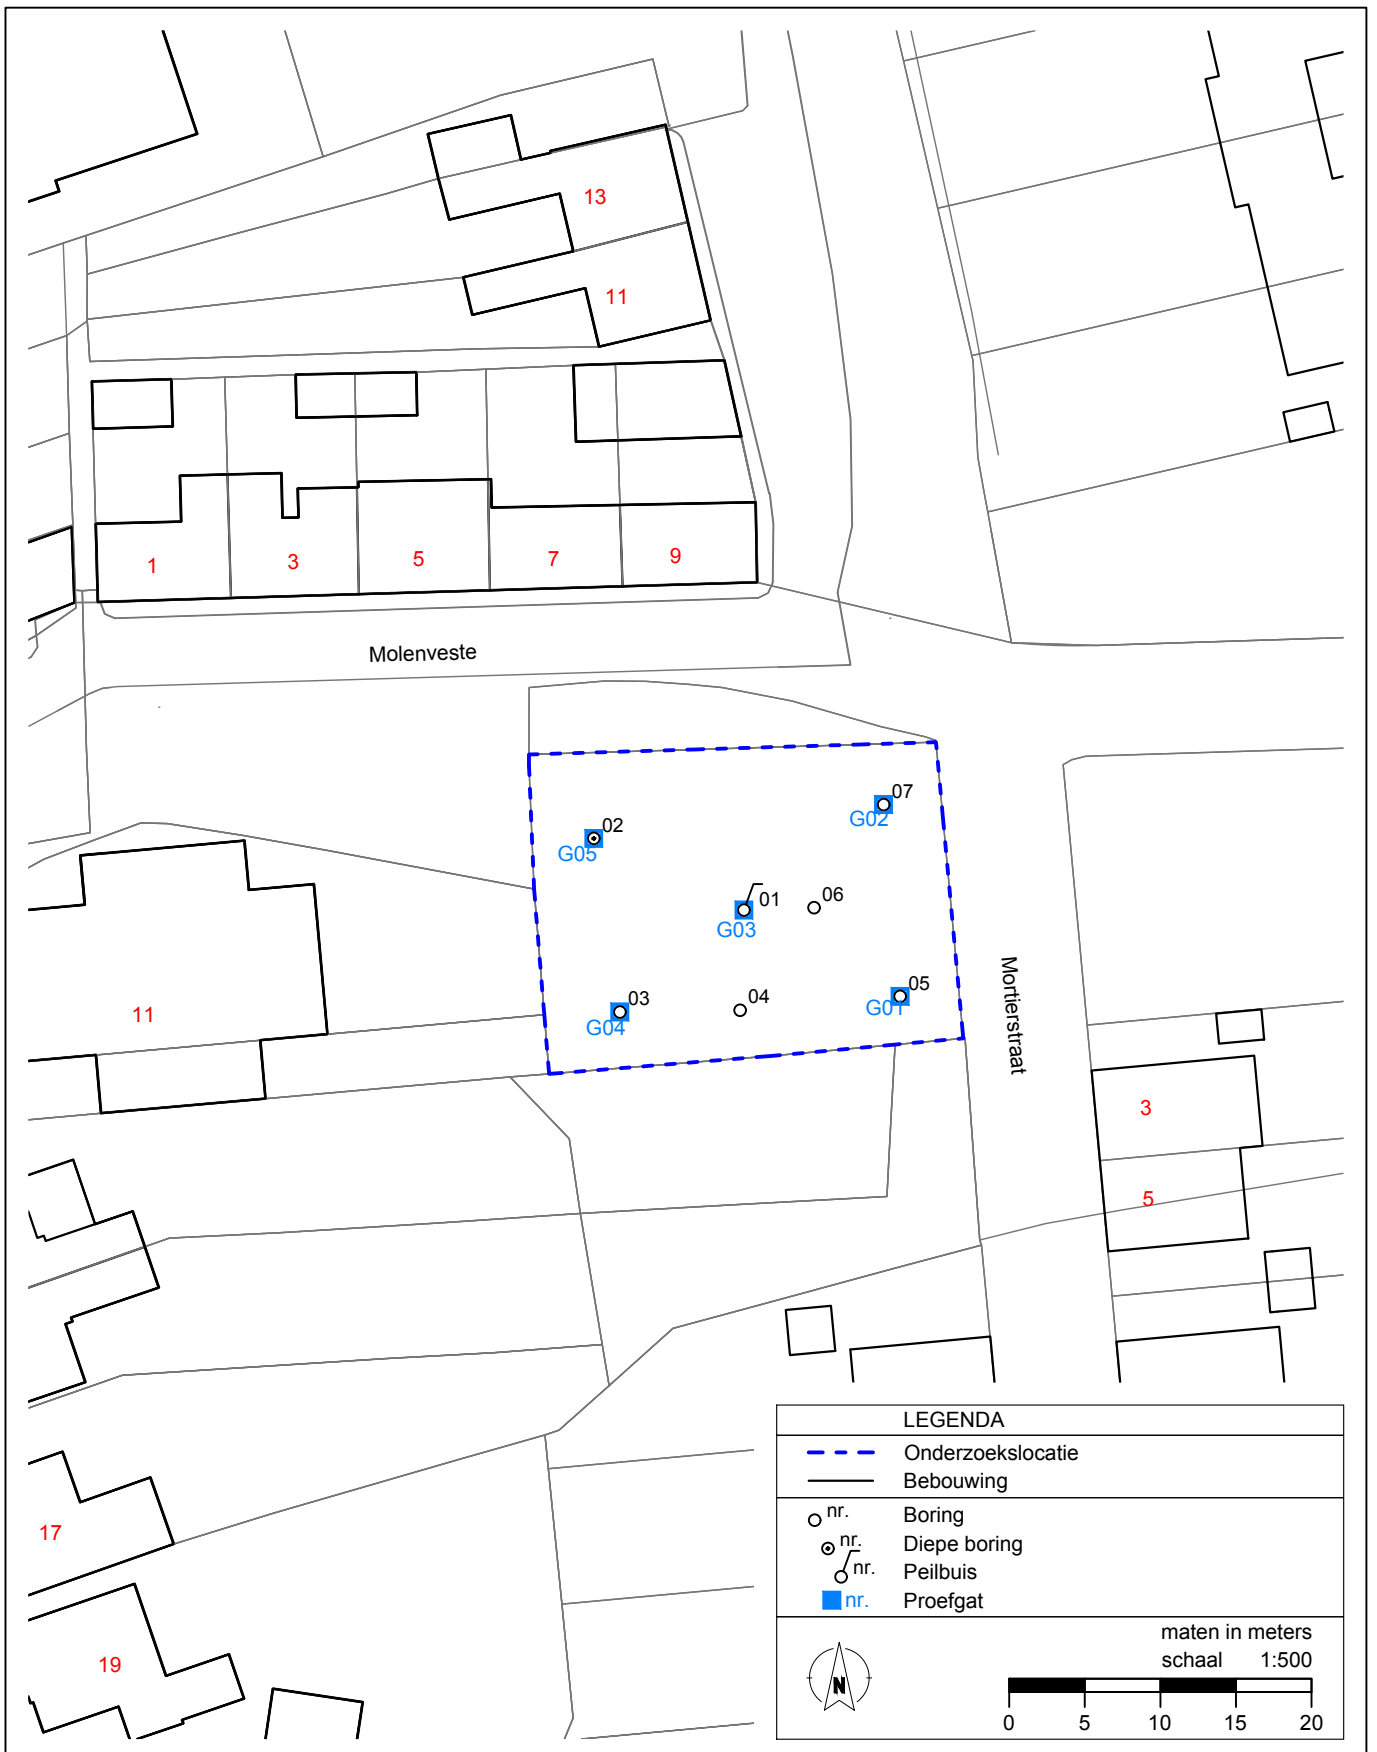 13
11
1
3
5
7
9
Molenveste
07
G02
02
G05
06
01
G03
05
G01
03
G04
04
Mortierstraat
11
3
5
17
19
LEGENDA
Onderzoekslocatie
Bebouwing
nr. Boring
nr. Diepe boring
nr. Peilbuis
nr. Proefgat
maten in meters
schaal 1:500
N
0 5 10 15 20